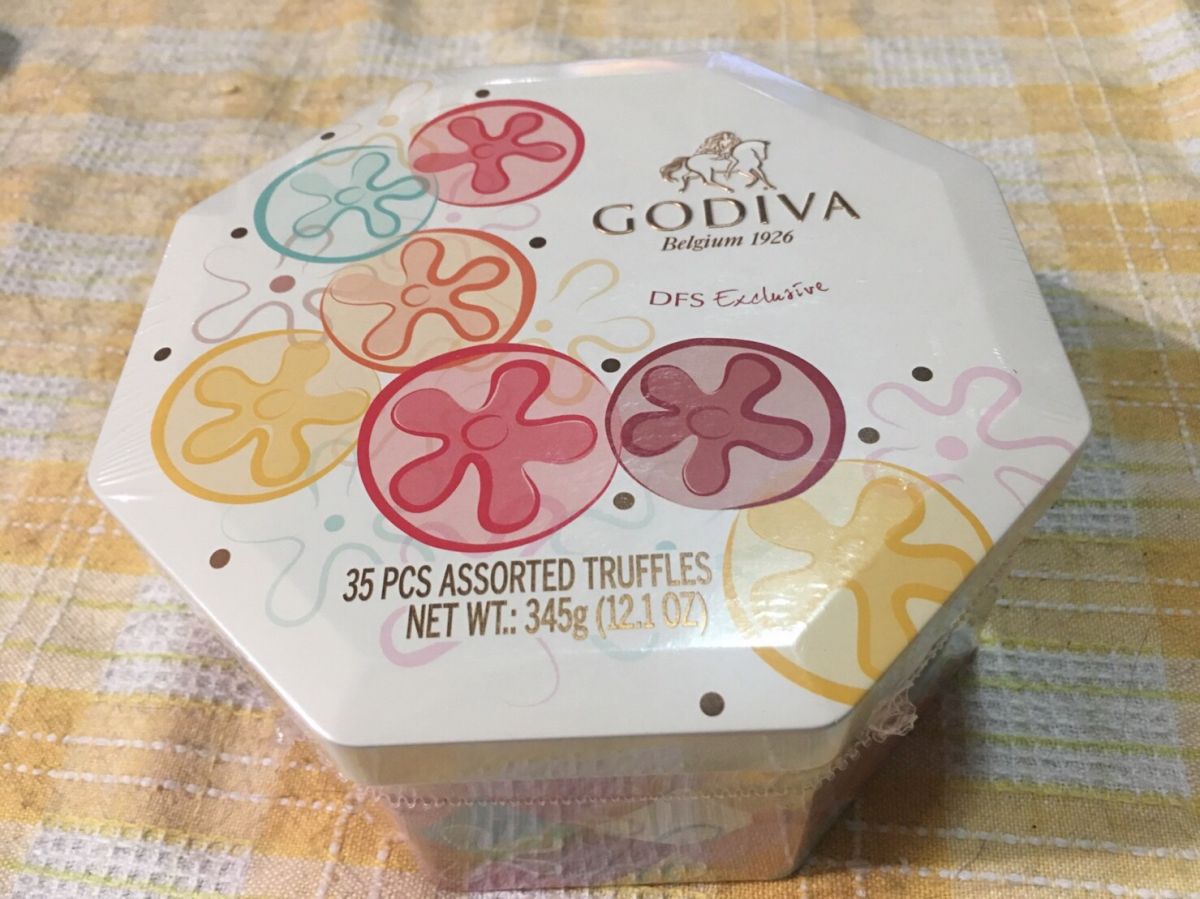 GODIVA
Belgium 1926
DFS Exclusive
35 PCS ASSORTED TRUFFLES
NET WT.: 345g (12.1 OZ)